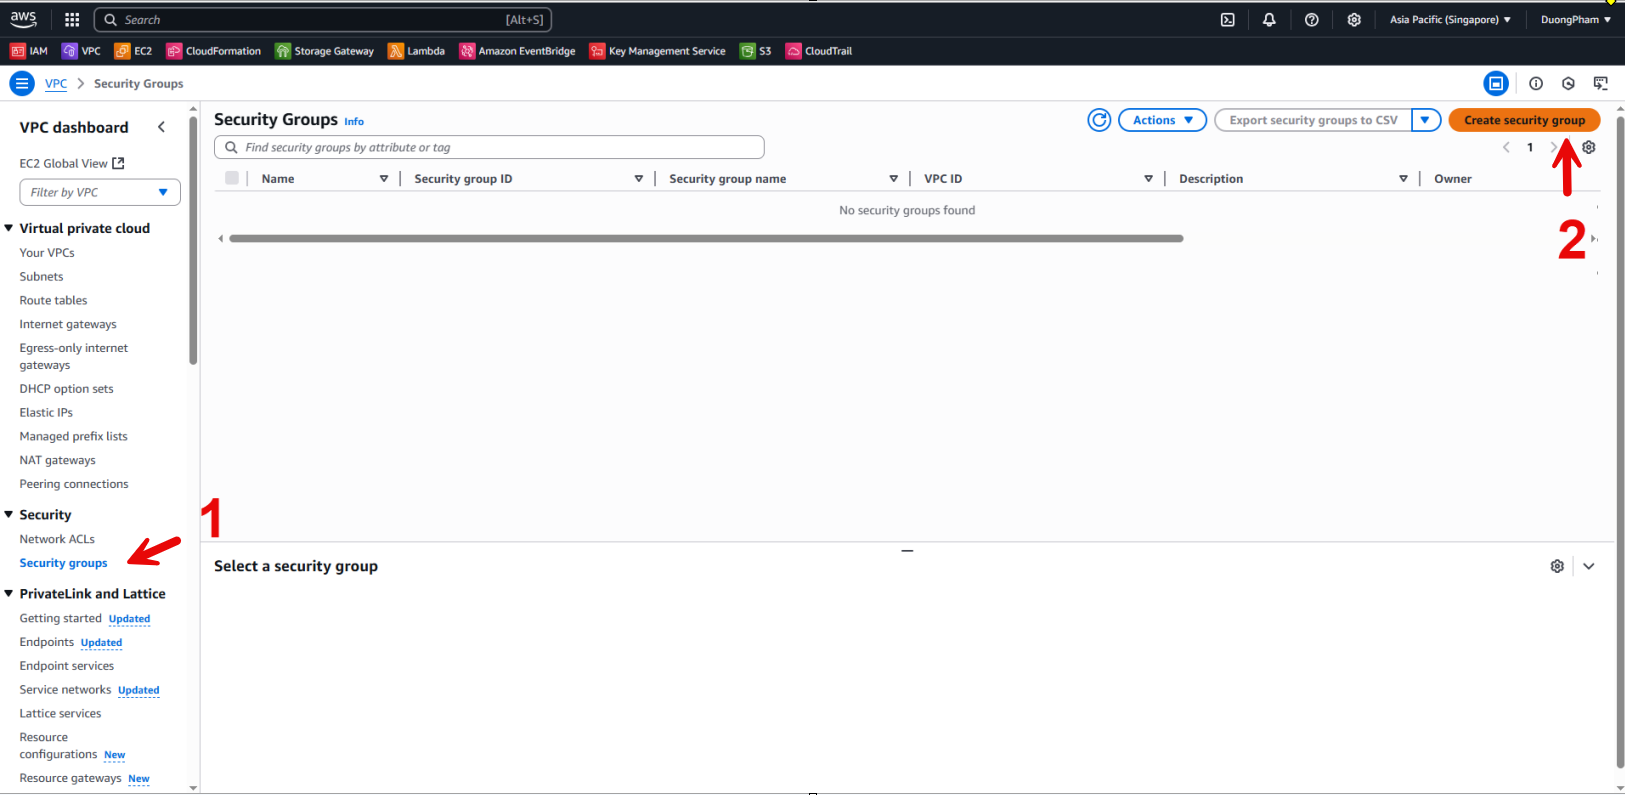 aws
Search [Alt+S]
Asia Pacific (Singapore) DuongPham
IAM VPC EC2 CloudFormation Storage Gateway Lambda Amazon EventBridge Key Management Service S3 CloudTrail
VPC Security Groups
VPC dashboard
EC2 Global View
Filter by VPC
Virtual private cloud
Your VPCs
Subnets
Route tables
Internet gateways
Egress-only internet
gateways
DHCP option sets
Elastic IPs
Managed prefix lists
NAT gateways
Peering connections
Security
Network ACLs
Security groups
PrivateLink and Lattice
Getting started Updated
Endpoints Updated
Endpoint services
Service networks Updated
Lattice services
Resource
configurations New
Resource gateways New
1
Security Groups Info
Actions Export security groups to CSV Create security group
Find security groups by attribute or tag
1
Name Security group ID Security group name VPC ID Description Owner
No security groups found
2
Select a security group